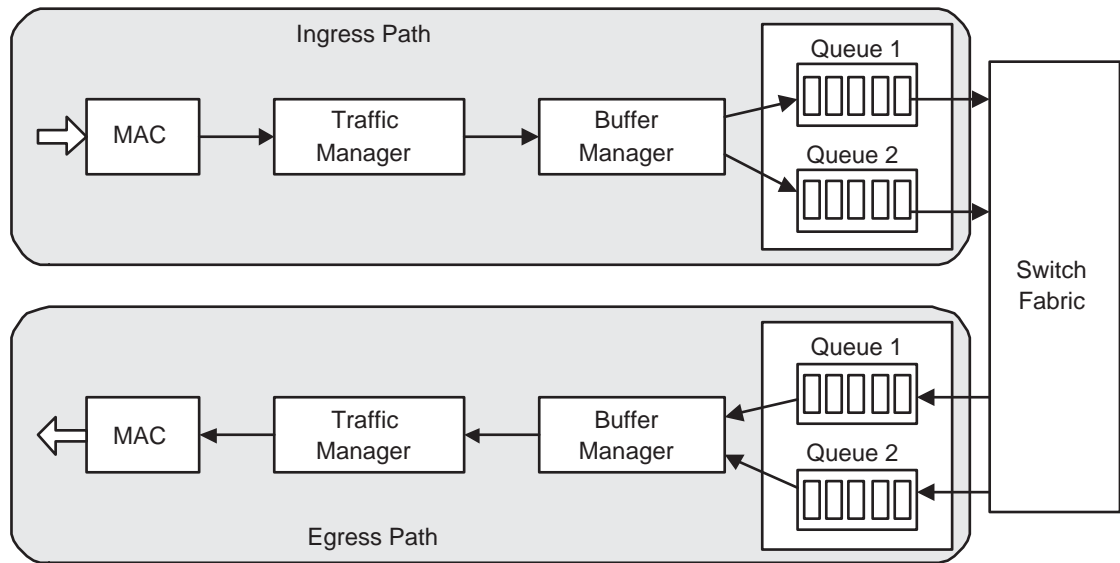 Ingress Path
Queue 1
MAC
Traffic
Manager
Buffer
Manager
Queue 2
Switch
Fabric
Queue 1
MAC
Traffic
Manager
Buffer
Manager
Queue 2
Egress Path